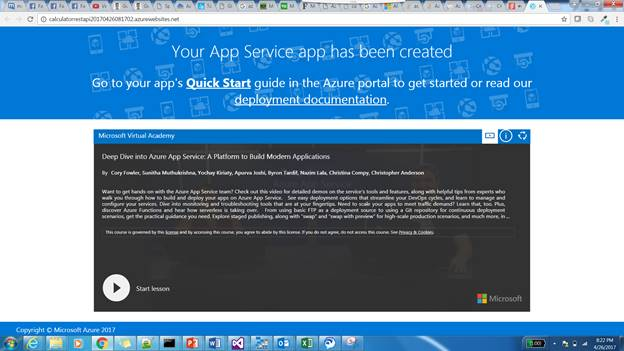 calculatorrestapi20170426081702.azurewebsites.net
Your App Service app has been created
Go to your app's Quick Start guide in the Azure portal to get started or read our
deployment documentation.
Microsoft Virtual Academy
Deep Dive into Azure App Service: A Platform to Build Modern Applications
By Cory Fowler, Sunitha Muthukrishna, Yochay Kiriaty, Apurva Joshi, Byron Tardif, Nazim Lala, Christina Compy, Christopher Anderson
Want to get hands-on with the Azure App Service team? Check out this video for detailed demos on the service's tools and features, along with helpful tips from experts who
walk you through how to build and deploy your apps on Azure App Service. See easy deployment options that streamline your DevOps cycles, and learn to manage and
configure your services. Dive into monitoring and troubleshooting tools that are at your fingertips. Need to scale your apps to meet traffic demand? Learn that, too. Plus,
discover Azure Functions and hear how serverless is taking over. - From using basic FTP as a deployment source to using a Git repository for continuous deployment
scenarios, get the practical guidance you need. Explore staged publishing, along with "swap" and "swap with preview" for high-scale production scenarios, and much more, in ...
This course is governed by this license and by accessing this course, you agree to abide by this license. If you do not agree, do not access this course. See Privacy & Cookies.
Start lesson
Microsoft
Copyright © Microsoft Azure 2017
8:22 PM
4/26/2017